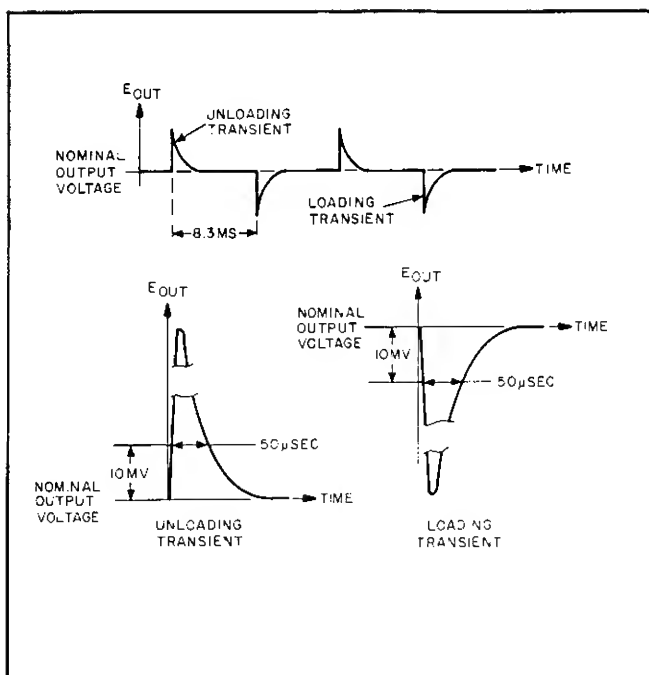 EOUT
UNLOADING
TRANSIENT
NOMINAL
OUTPUT
VOLTAGE
TIME
LOADING
TRANSIENT
8.3MS
EOUT
50µSEC
10MV
NOMINAL
OUTPUT
VOLTAGE
TIME
UNLOADING
TRANSIENT
EOUT
NOMINAL
OUTPUT
VOLTAGE
TIME
10MV
50µSEC
LOADING
TRANSIENT